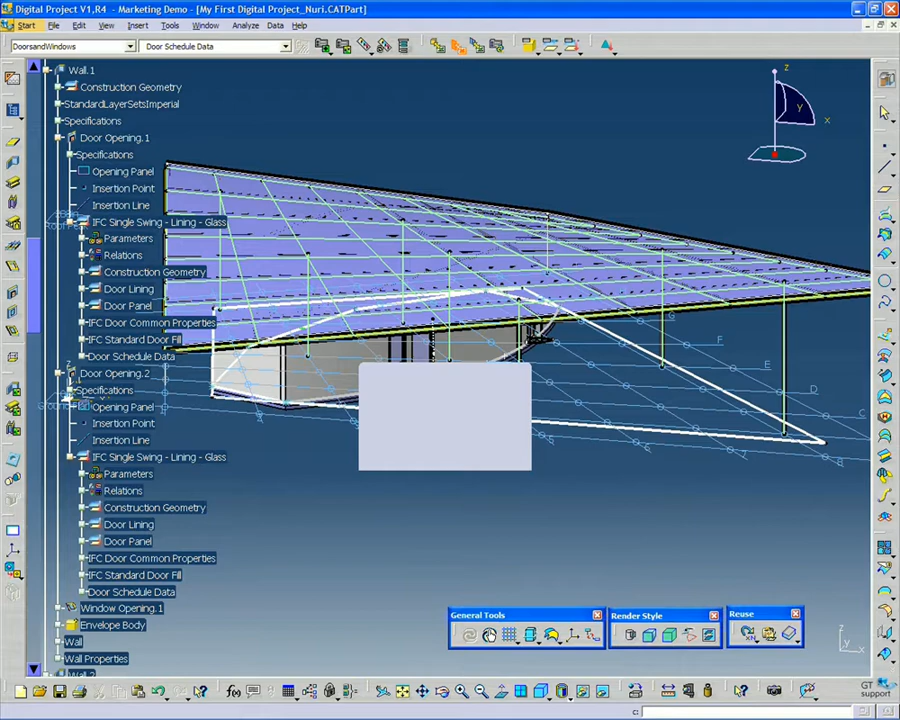 Digital Project V1,R4 - Marketing Demo - [My First Digital Project_Nuri.CATPart]
Start File Edit View Insert Tools Window Analyze Data Help
DoorsandWindows Door Schedule Data
Wall.1
Construction Geometry
StandardLayerSetsImperial
Specifications
Door Opening.1
Specifications
Opening Panel
Insertion Point
Insertion Line
IFC Single Swing - Lining - Glass
Parameters
Relations
Construction Geometry
Door Lining
Door Panel
IFC Door Common Properties
IFC Standard Door Fill
Door Schedule Data
Door Opening.2
Specifications
Opening Panel
Insertion Point
Insertion Line
IFC Single Swing - Lining - Glass
Parameters
Relations
Construction Geometry
Door Lining
Door Panel
IFC Door Common Properties
IFC Standard Door Fill
Door Schedule Data
Window Opening.1
Envelope Body
Wall
Wall Properties
z
y
x
G
F
E
D
C
General Tools
Render Style
Reuse
z
y
x
GT
support
c: